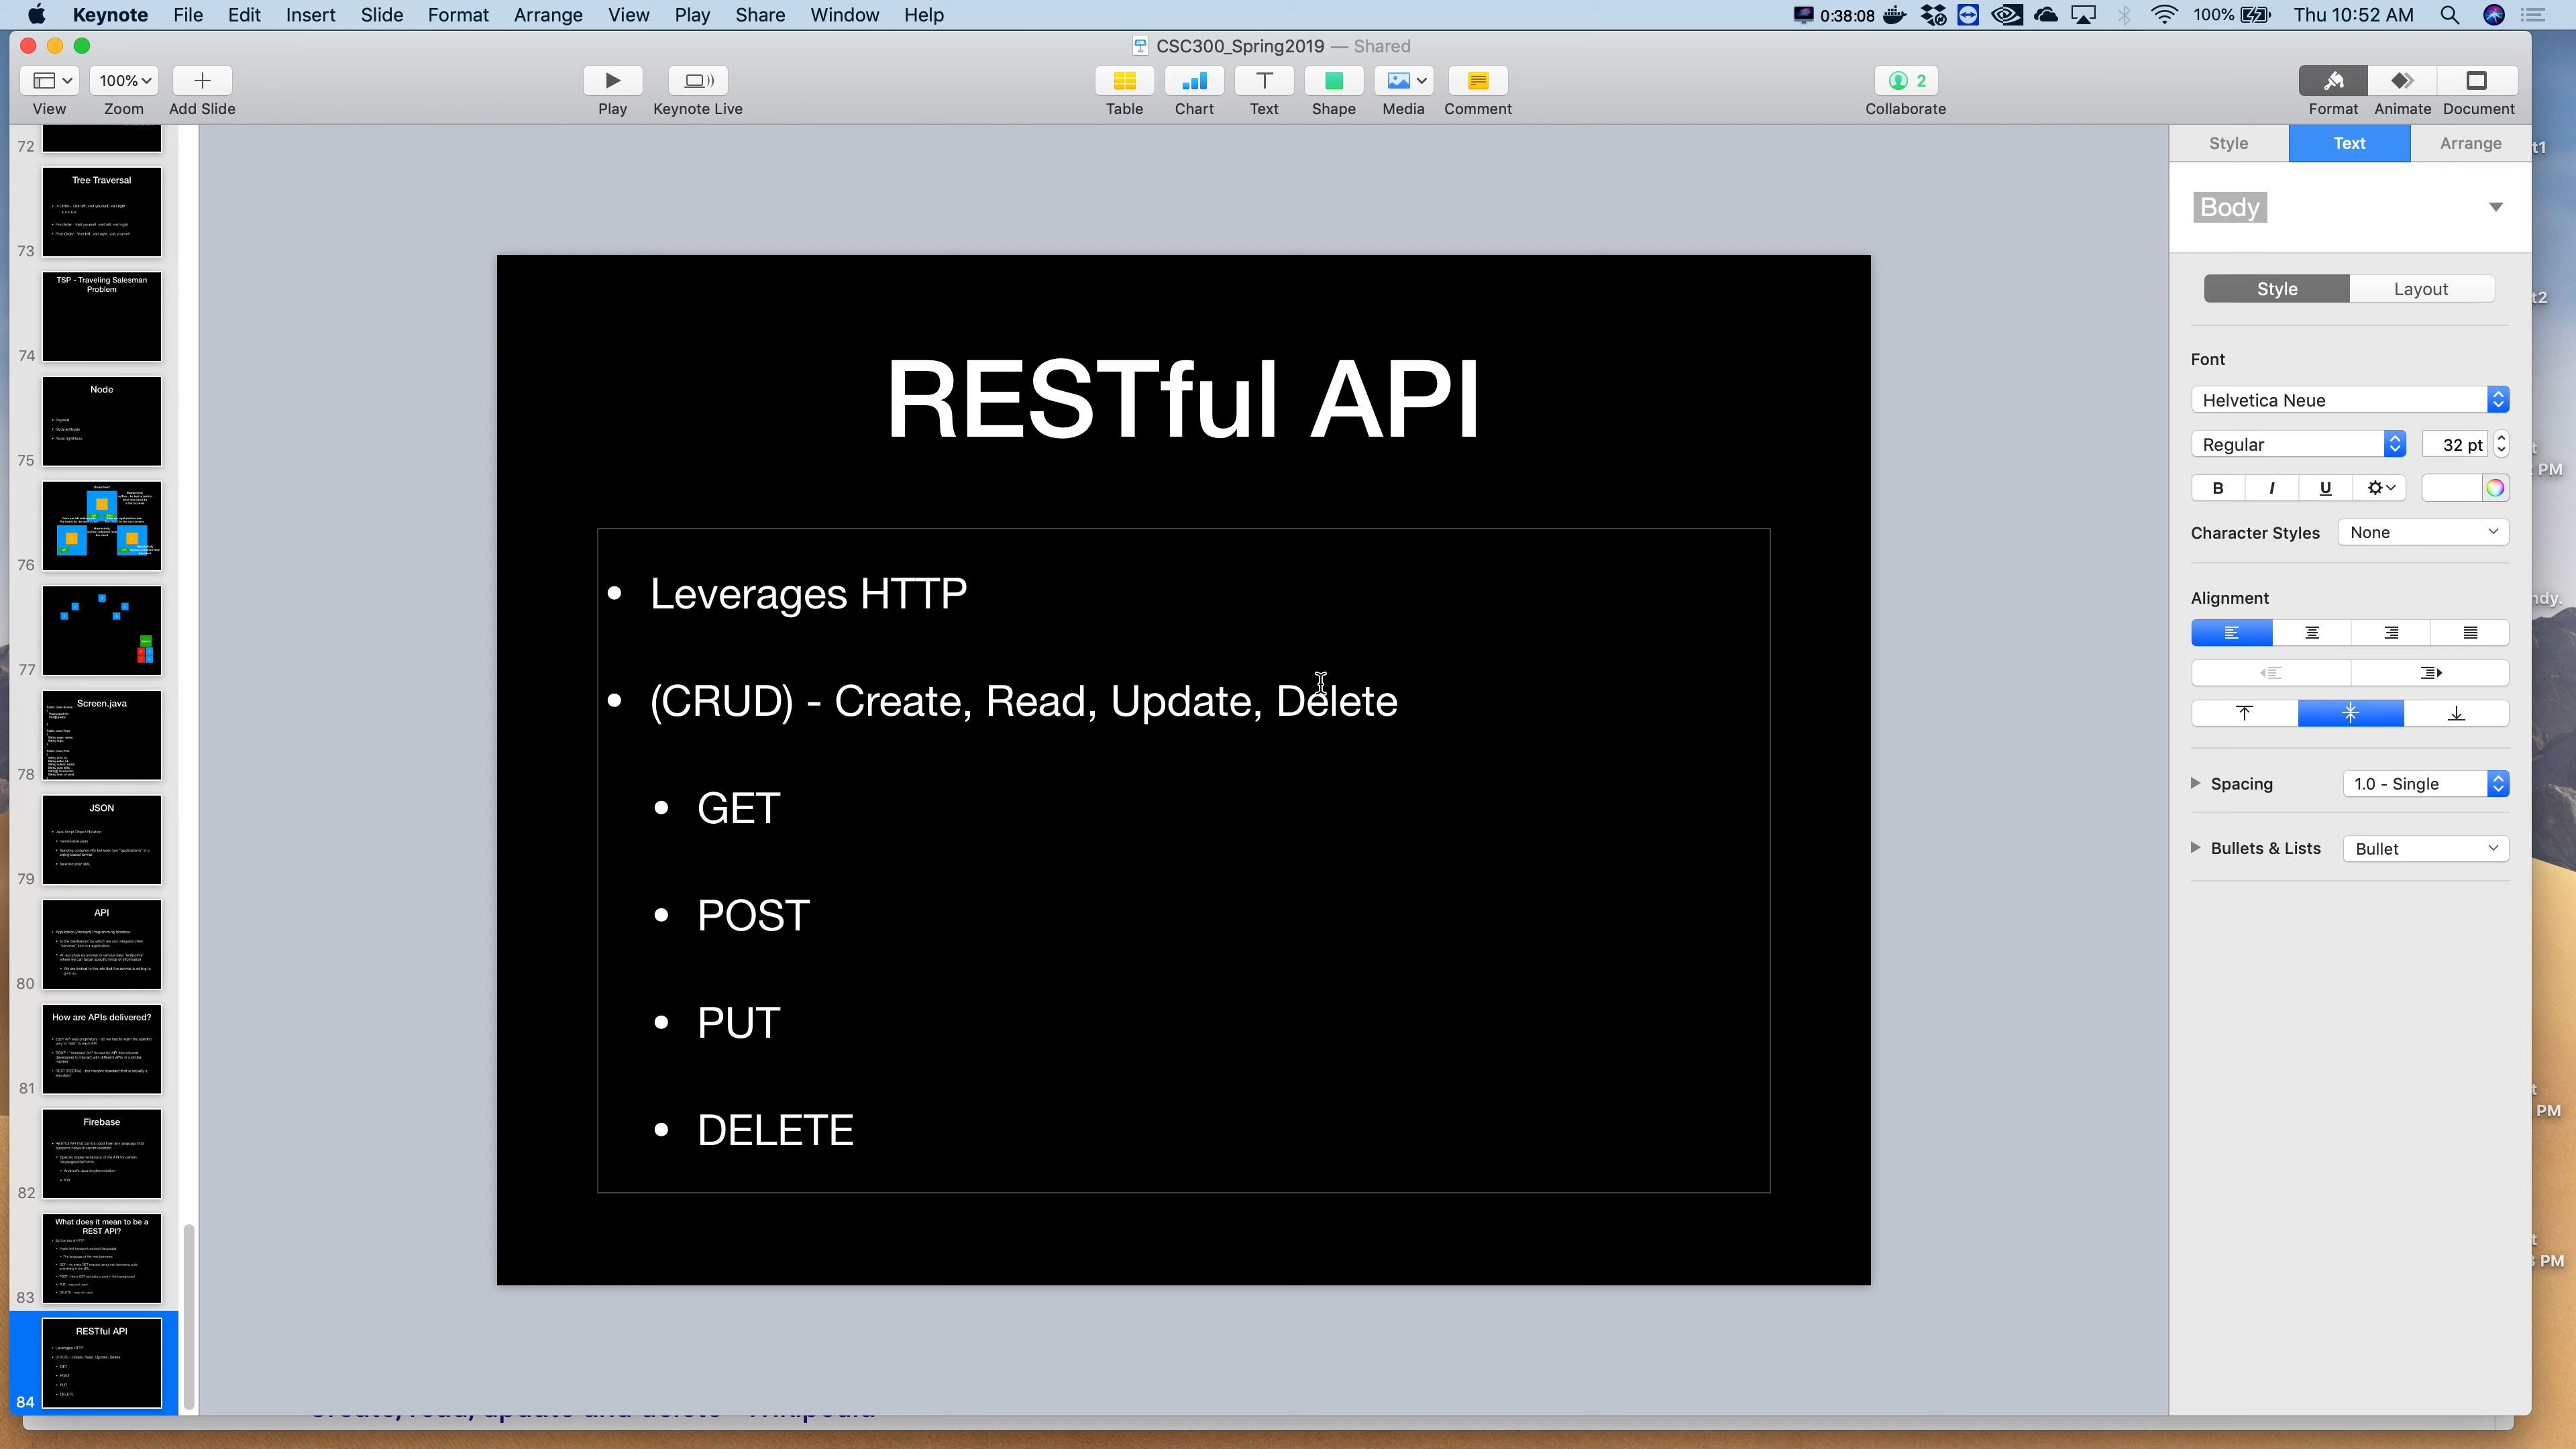 Keynote File Edit Insert Slide Format Arrange View Play Share Window Help 0:38:08 100% Thu 10:52 AM
CSC300_Spring2019 — Shared
100% 2
View Zoom Add Slide Play Keynote Live Table Chart Text Shape Media Comment Collaborate Format Animate Document
72
Tree Traversal
73
TSP - Traveling Salesman
Problem
74
Node
75
76
77
Screen.java
78
JSON
79
API
80
How are APIs delivered?
81
Firebase
82
What does it mean to be a
REST API?
83
RESTful API
84
RESTful API
• Leverages HTTP
• (CRUD) - Create, Read, Update, Delete
• GET
• POST
• PUT
• DELETE
Style Text Arrange
Body
Style Layout
Font
Helvetica Neue
Regular 32 pt
B I U
Character Styles None
Alignment
Spacing 1.0 - Single
Bullets & Lists Bullet
t1
t2
PM
ndy.
PM
PM